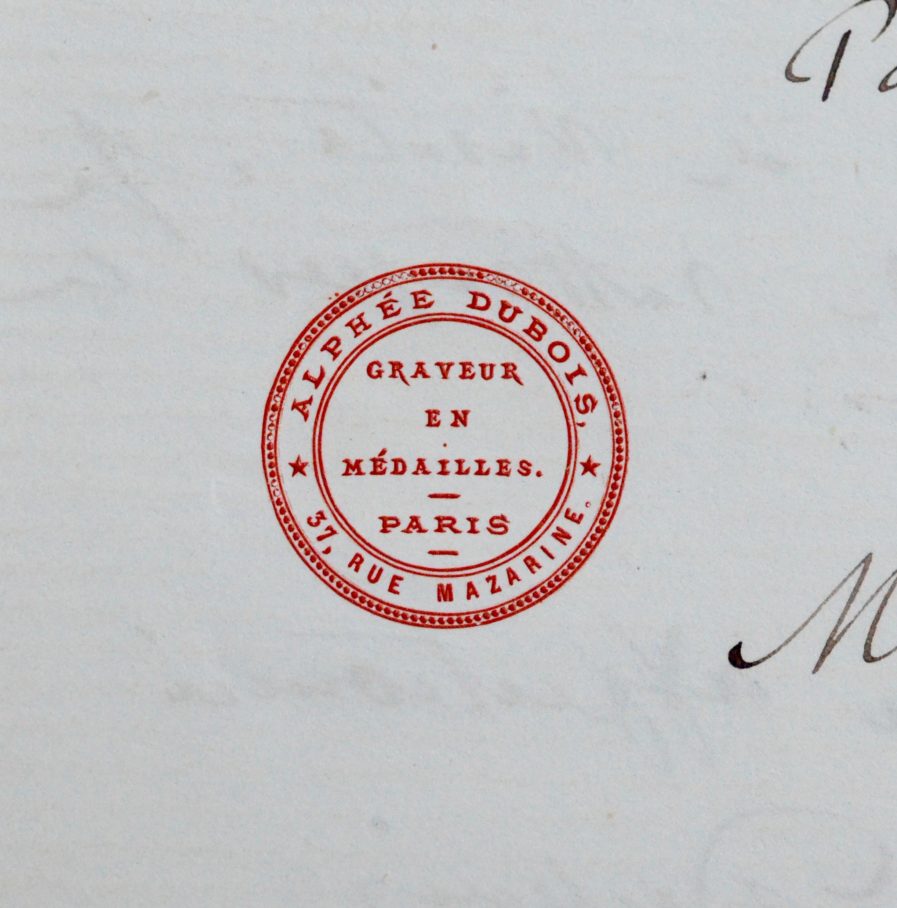 ALPHÉE DUBOIS,
GRAVEUR
EN
MÉDAILLES.
PARIS
37, RUE MAZARINE.